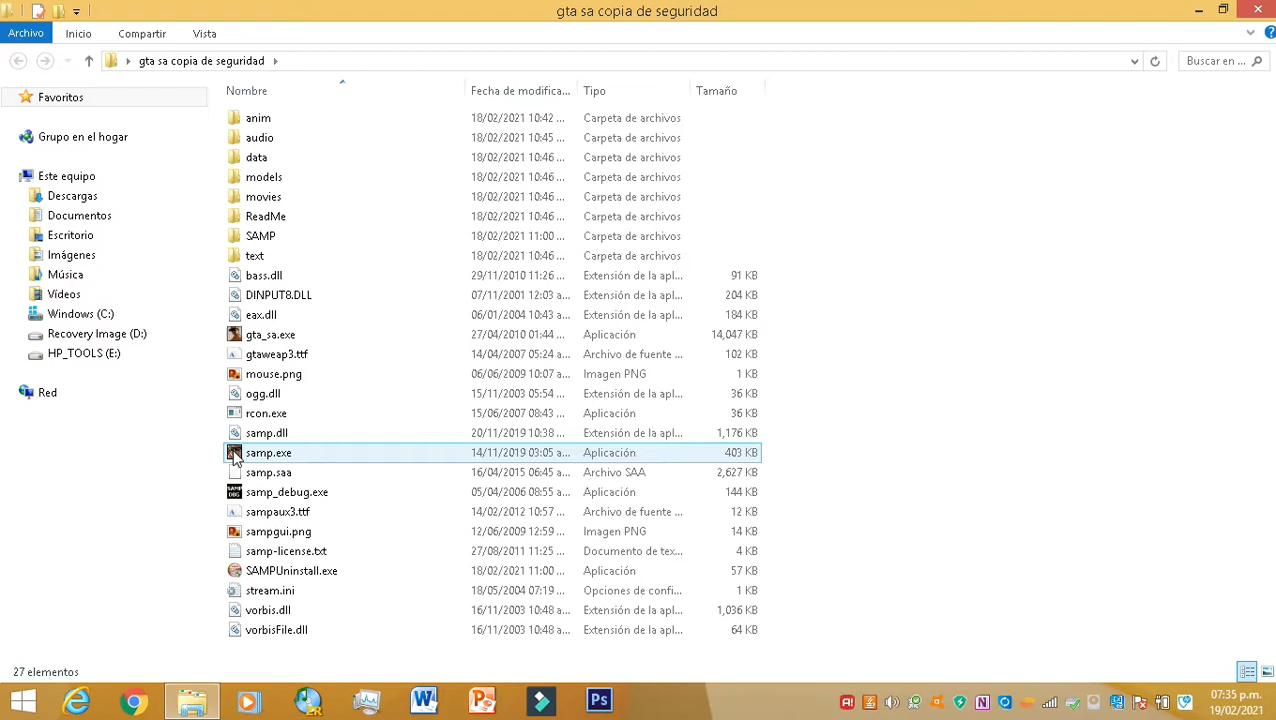 gta sa copia de seguridad
Archivo Inicio Compartir Vista
gta sa copia de seguridad Buscar en ...
Nombre Fecha de modifica... Tipo Tamaño
Favoritos
Grupo en el hogar
Este equipo
Descargas
Documentos
Escritorio
Imágenes
Música
Vídeos
Windows (C:)
Recovery Image (D:)
HP_TOOLS (E:)
Red
anim 18/02/2021 10:42 ... Carpeta de archivos
audio 18/02/2021 10:45 ... Carpeta de archivos
data 18/02/2021 10:46 ... Carpeta de archivos
models 18/02/2021 10:46 ... Carpeta de archivos
movies 18/02/2021 10:46 ... Carpeta de archivos
ReadMe 18/02/2021 10:46 ... Carpeta de archivos
SAMP 18/02/2021 11:00 ... Carpeta de archivos
text 18/02/2021 10:46 ... Carpeta de archivos
bass.dll 29/11/2010 11:26 ... Extensión de la apl... 91 KB
DINPUT8.DLL 07/11/2001 12:03 a... Extensión de la apl... 204 KB
eax.dll 06/01/2004 10:43 a... Extensión de la apl... 184 KB
gta_sa.exe 27/04/2010 01:44 ... Aplicación 14,047 KB
gtaweap3.ttf 14/04/2007 05:24 a... Archivo de fuente ... 102 KB
mouse.png 06/06/2009 10:07 a... Imagen PNG 1 KB
ogg.dll 15/11/2003 05:54 ... Extensión de la apl... 36 KB
rcon.exe 15/06/2007 08:43 ... Aplicación 36 KB
samp.dll 20/11/2019 10:38 ... Extensión de la apl... 1,176 KB
samp.exe 14/11/2019 03:05 a... Aplicación 403 KB
samp.saa 16/04/2015 06:45 a... Archivo SAA 2,627 KB
samp_debug.exe 05/04/2006 08:55 a... Aplicación 144 KB
sampaux3.ttf 14/02/2012 10:57 ... Archivo de fuente ... 12 KB
sampgui.png 12/06/2009 12:59 ... Imagen PNG 14 KB
samp-license.txt 27/08/2011 11:25 ... Documento de tex... 4 KB
SAMPUninstall.exe 18/02/2021 11:00 ... Aplicación 57 KB
stream.ini 18/05/2004 07:19 ... Opciones de confi... 1 KB
vorbis.dll 16/11/2003 10:48 a... Extensión de la apl... 1,036 KB
vorbisFile.dll 16/11/2003 10:48 a... Extensión de la apl... 64 KB
27 elementos
07:35 p.m.
19/02/2021